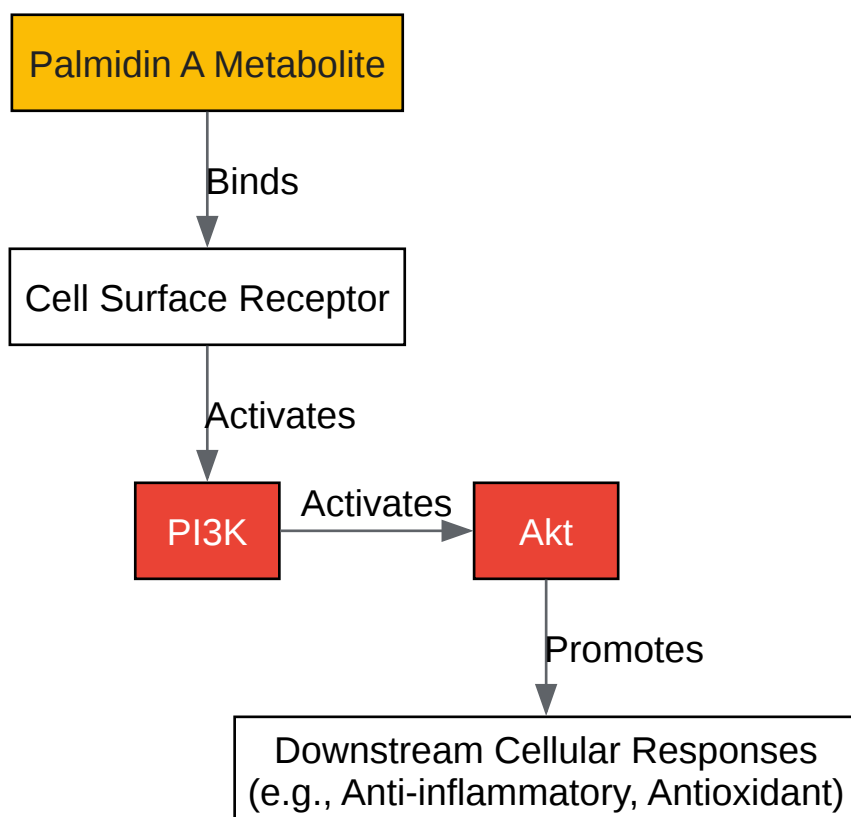 Palmidin A Metabolite
Binds
Cell Surface Receptor
Activates
PI3K
Activates
Akt
Promotes
Downstream Cellular Responses
(e.g., Anti-inflammatory, Antioxidant)